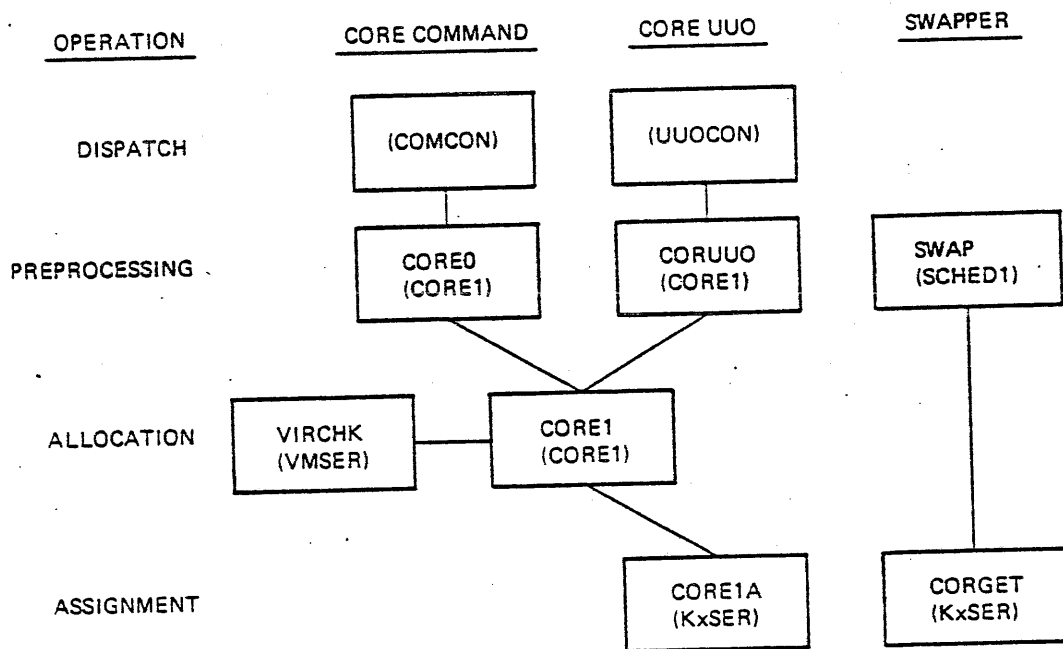 OPERATION CORE COMMAND CORE UUO SWAPPER
DISPATCH (COMCON) (UUOCON)
PREPROCESSING CORE0 CORUUO SWAP
(CORE1) (CORE1) (SCHED1)
ALLOCATION VIRCHK CORE1
(VMSER) (CORE1)
ASSIGNMENT CORE1A CORGET
(KxSER) (KxSER)